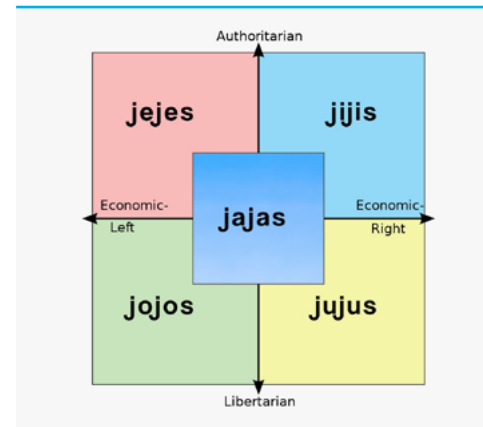 Authoritarian
jejes
jijis
Economic-
Left
jajas
Economic-
Right
jojos
jujus
Libertarian